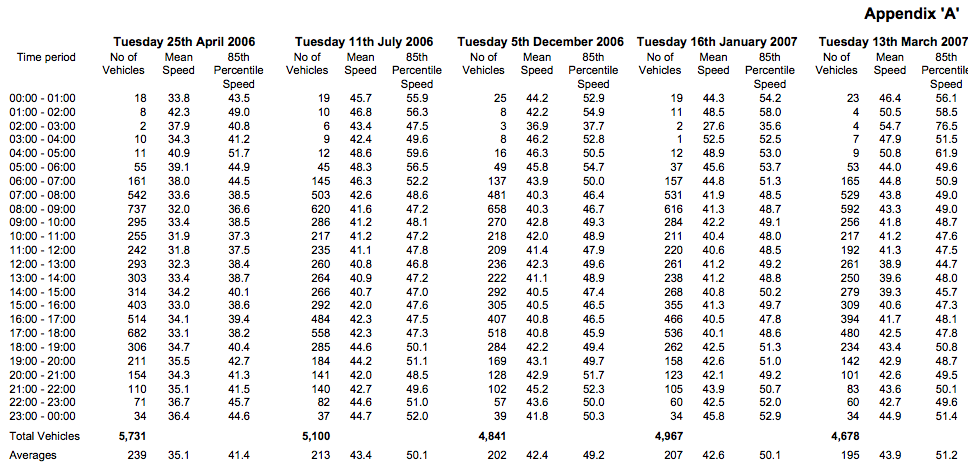 Appendix 'A'
Tuesday 25th April 2006 Tuesday 11th July 2006 Tuesday 5th December 2006 Tuesday 16th January 2007 Tuesday 13th March 2007
Time period No of Mean 85th No of Mean 85th No of Mean 85th No of Mean 85th No of Mean 85th
Vehicles Speed Percentile Vehicles Speed Percentile Vehicles Speed Percentile Vehicles Speed Percentile Vehicles Speed Percentile
Speed Speed Speed Speed Speed
00:00 - 01:00 18 33.8 43.5 19 45.7 55.9 25 44.2 52.9 19 44.3 54.2 23 46.4 56.1
01:00 - 02:00 8 42.3 49.0 10 46.8 56.3 8 42.2 54.9 11 48.5 58.0 4 50.5 58.5
02:00 - 03:00 2 37.9 40.8 6 43.4 47.5 3 36.9 37.7 2 27.6 35.6 4 54.7 76.5
03:00 - 04:00 10 34.3 41.2 9 42.4 49.6 8 46.2 52.8 1 52.5 52.5 7 47.9 51.5
04:00 - 05:00 11 40.9 51.7 12 48.6 59.6 16 46.3 50.5 12 48.9 53.0 9 50.8 61.9
05:00 - 06:00 55 39.1 44.9 45 48.3 56.5 49 45.8 54.7 37 45.6 53.7 53 44.0 49.6
06:00 - 07:00 161 38.0 44.5 145 46.3 52.2 137 43.9 50.0 157 44.8 51.3 165 44.8 50.9
07:00 - 08:00 542 33.6 38.5 503 42.6 48.6 481 40.3 46.4 531 41.9 48.5 529 43.8 49.0
08:00 - 09:00 737 32.0 36.6 620 41.6 47.2 658 40.3 46.7 616 41.3 48.7 592 43.3 49.0
09:00 - 10:00 295 33.4 38.5 286 41.2 48.1 270 42.8 49.3 284 42.2 49.1 256 41.8 48.7
10:00 - 11:00 255 31.9 37.3 217 41.2 47.2 218 42.0 48.9 211 40.4 48.0 217 41.2 47.6
11:00 - 12:00 242 31.8 37.5 235 41.1 47.8 209 41.4 47.9 220 40.6 48.5 192 41.3 47.5
12:00 - 13:00 293 32.3 38.4 260 40.8 46.8 236 42.3 49.6 261 41.2 49.2 261 38.9 44.7
13:00 - 14:00 303 33.4 38.7 264 40.9 47.2 222 41.1 48.9 238 41.2 48.8 250 39.6 48.0
14:00 - 15:00 314 34.2 40.1 266 40.7 47.0 292 40.5 47.4 268 40.8 50.2 279 39.3 45.7
15:00 - 16:00 403 33.0 38.6 292 42.0 47.6 305 40.5 46.5 355 41.3 49.7 309 40.6 47.3
16:00 - 17:00 514 34.1 39.4 484 42.3 47.5 407 40.8 46.5 466 40.5 47.8 394 41.7 48.1
17:00 - 18:00 682 33.1 38.2 558 42.3 47.3 518 40.8 45.9 536 40.1 48.6 480 42.5 47.8
18:00 - 19:00 306 34.7 40.4 285 44.6 50.1 284 42.2 49.4 262 42.5 51.3 234 43.4 50.8
19:00 - 20:00 211 35.5 42.7 184 44.2 51.1 169 43.1 49.7 158 42.6 51.0 142 42.9 48.7
20:00 - 21:00 154 34.3 41.3 141 42.0 48.5 128 42.9 51.7 123 42.1 49.2 101 42.6 49.5
21:00 - 22:00 110 35.1 41.5 140 42.7 49.6 102 45.2 52.3 105 43.9 50.7 83 43.6 50.1
22:00 - 23:00 71 36.7 45.7 82 44.6 51.0 57 43.6 50.0 60 42.5 52.0 60 42.7 49.6
23:00 - 00:00 34 36.4 44.6 37 44.7 52.0 39 41.8 50.3 34 45.8 52.9 34 44.9 51.4
Total Vehicles 5,731 5,100 4,841 4,967 4,678
Averages 239 35.1 41.4 213 43.4 50.1 202 42.4 49.2 207 42.6 50.1 195 43.9 51.2